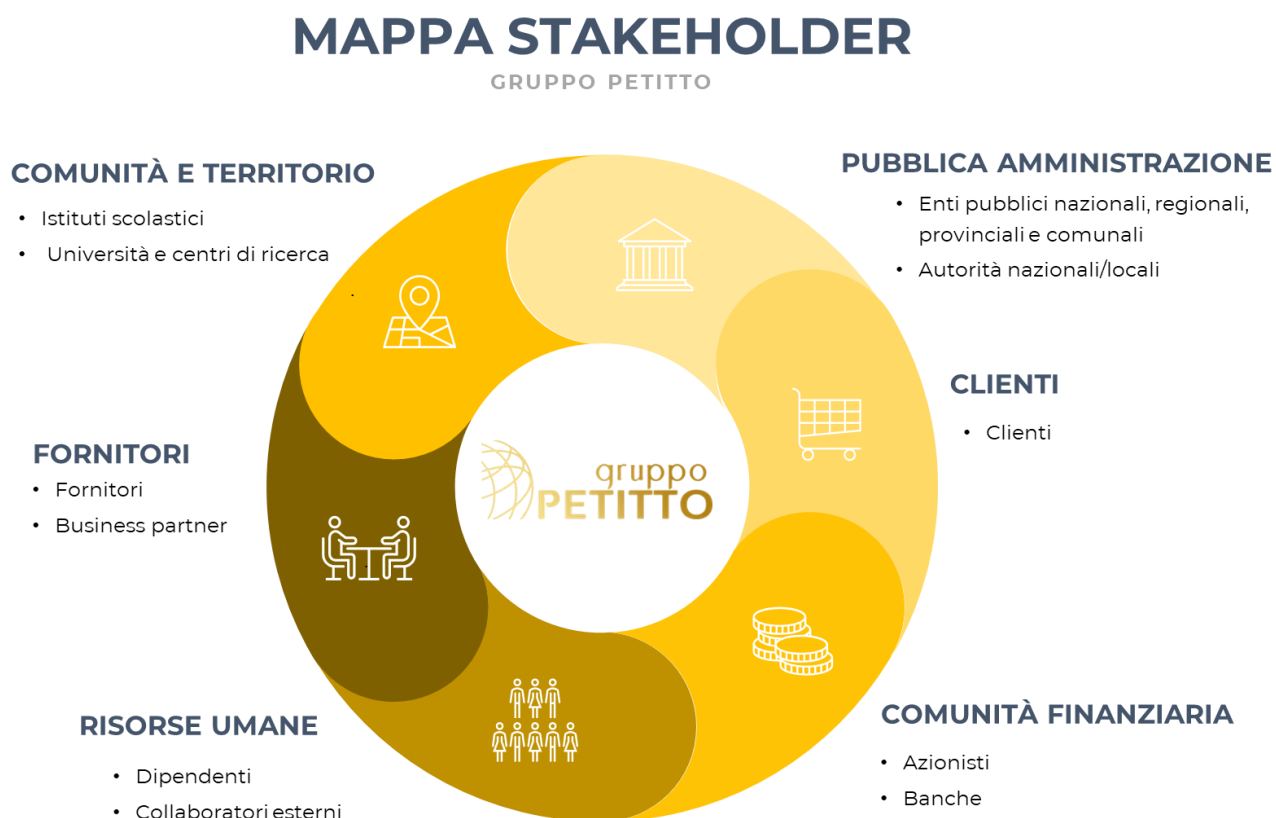 MAPPA STAKEHOLDER
GRUPPO PETITTO
COMUNITÀ E TERRITORIO
• Istituti scolastici
• Università e centri di ricerca
PUBBLICA AMMINISTRAZIONE
• Enti pubblici nazionali, regionali,
provinciali e comunali
• Autorità nazionali/locali
CLIENTI
• Clienti
FORNITORI
• Fornitori
• Business partner
gruppo
PETITTO
RISORSE UMANE
• Dipendenti
• Collaboratori esterni
COMUNITÀ FINANZIARIA
• Azionisti
• Banche